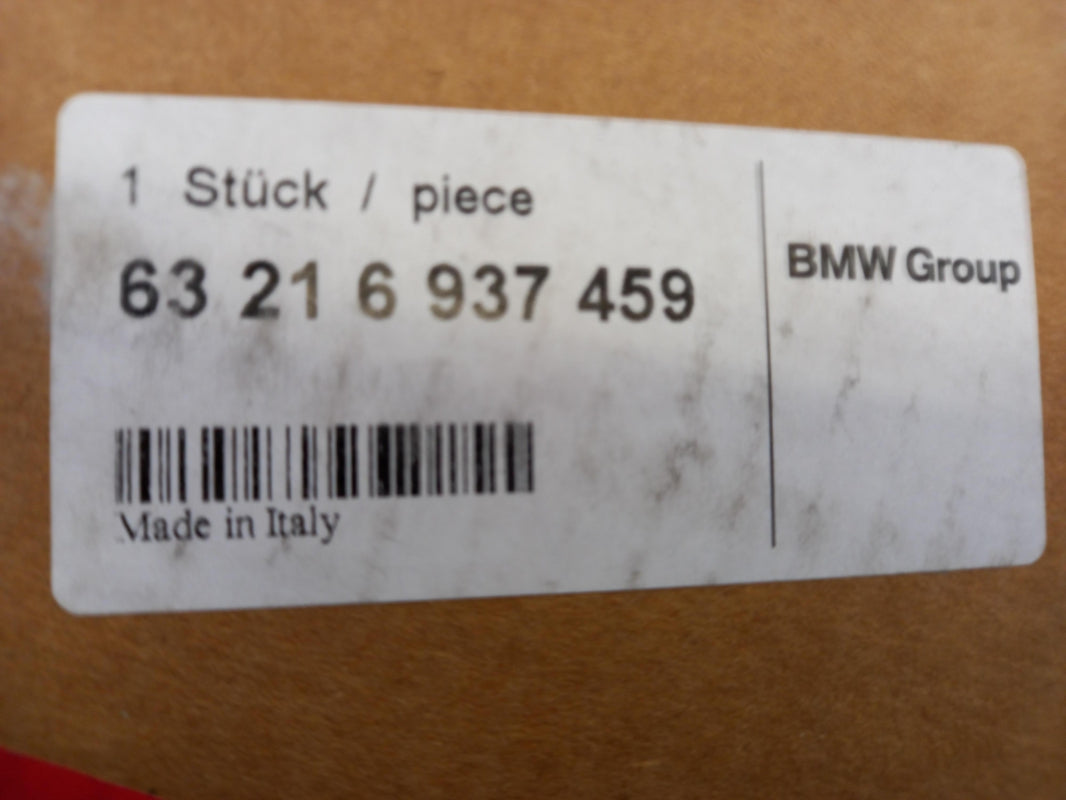 1 Stück / piece
63 21 6 937 459
BMW Group
Made in Italy